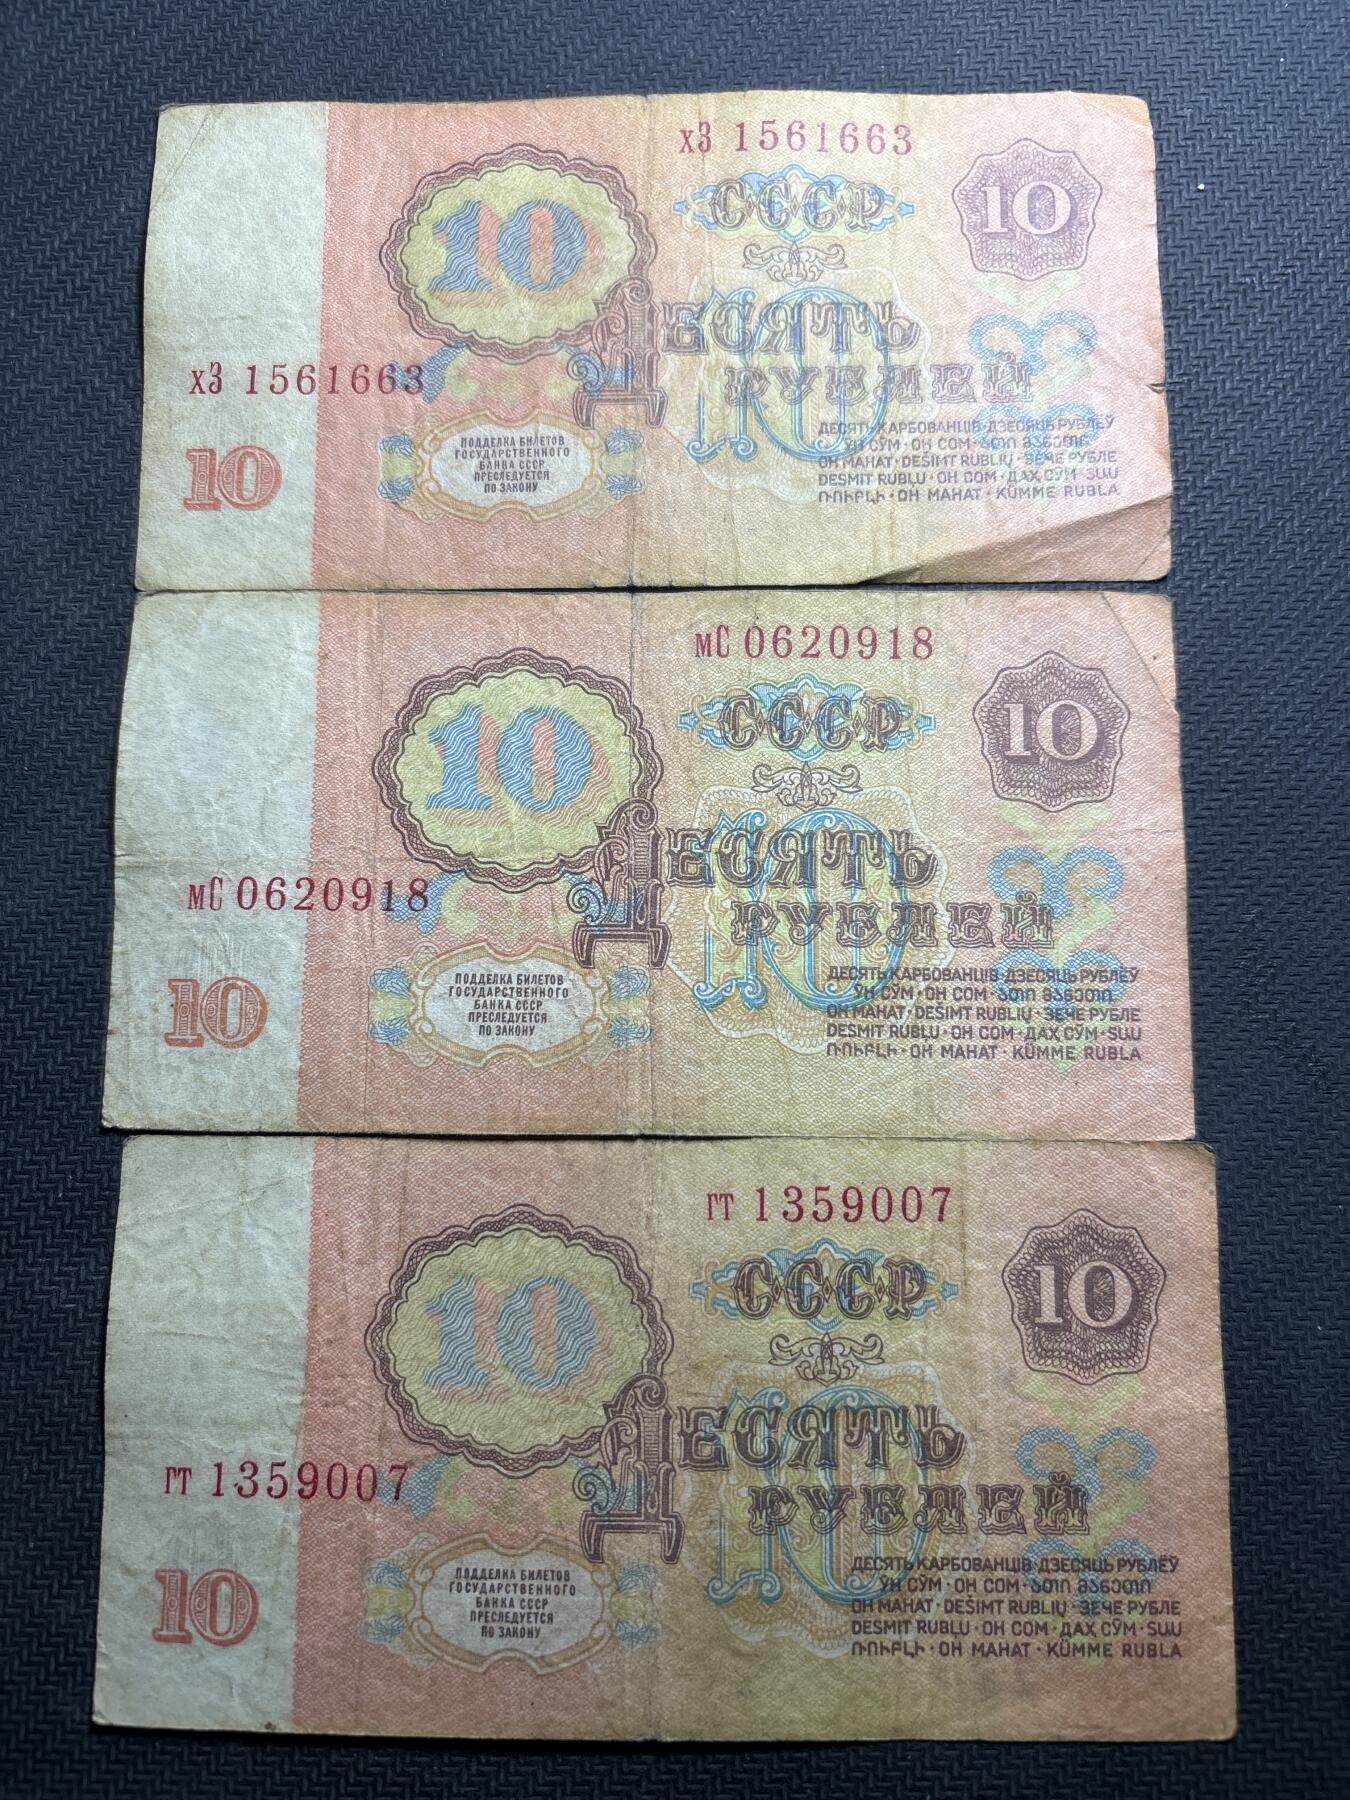 хЗ 1561663
10
СССР
10
ДЕСЯТЬ
10
РУБЛЕЙ
хЗ 1561663
10
ПОДДЕЛКА БИЛЕТОВ
ГОСУДАРСТВЕННОГО
БАНКА СССР
ПРЕСЛЕДУЕТСЯ
ПО ЗАКОНУ
ДЕСЯТЬ КАРБОВАНЦІВ · ДЗЕСЯЦЬ РУБЛЁЎ
ЎН СЎМ · ОН СОМ · ათი მანეთი
ОН МАНАТ · DEŠIMT RUBLIŲ · ЗЕЧЕ РУБЛЕ
DESMIT RUBĻU · ОН СОМ · ДАҲ СӮМ · ՏԱՍ
ՌՈՒԲԼԻ · ОН МАНАТ · KÜMME RUBLA
мС 0620918
10
СССР
10
ДЕСЯТЬ
10
РУБЛЕЙ
мС 0620918
10
ПОДДЕЛКА БИЛЕТОВ
ГОСУДАРСТВЕННОГО
БАНКА СССР
ПРЕСЛЕДУЕТСЯ
ПО ЗАКОНУ
ДЕСЯТЬ КАРБОВАНЦІВ · ДЗЕСЯЦЬ РУБЛЁЎ
ЎН СЎМ · ОН СОМ · ათი მანეთი
ОН МАНАТ · DEŠIMT RUBLIŲ · ЗЕЧЕ РУБЛЕ
DESMIT RUBĻU · ОН СОМ · ДАҲ СӮМ · ՏԱՍ
ՌՈՒԲԼԻ · ОН МАНАТ · KÜMME RUBLA
гт 1359007
10
СССР
10
ДЕСЯТЬ
10
РУБЛЕЙ
гт 1359007
10
ПОДДЕЛКА БИЛЕТОВ
ГОСУДАРСТВЕННОГО
БАНКА СССР
ПРЕСЛЕДУЕТСЯ
ПО ЗАКОНУ
ДЕСЯТЬ КАРБОВАНЦІВ · ДЗЕСЯЦЬ РУБЛЁЎ
ЎН СЎМ · ОН СОМ · ათი მანეთი
ОН МАНАТ · DEŠIMT RUBLIŲ · ЗЕЧЕ РУБЛЕ
DESMIT RUBĻU · ОН СОМ · ДАҲ СӮМ · ՏԱՍ
ՌՈՒԲԼԻ · ОН МАНАТ · KÜMME RUBLA